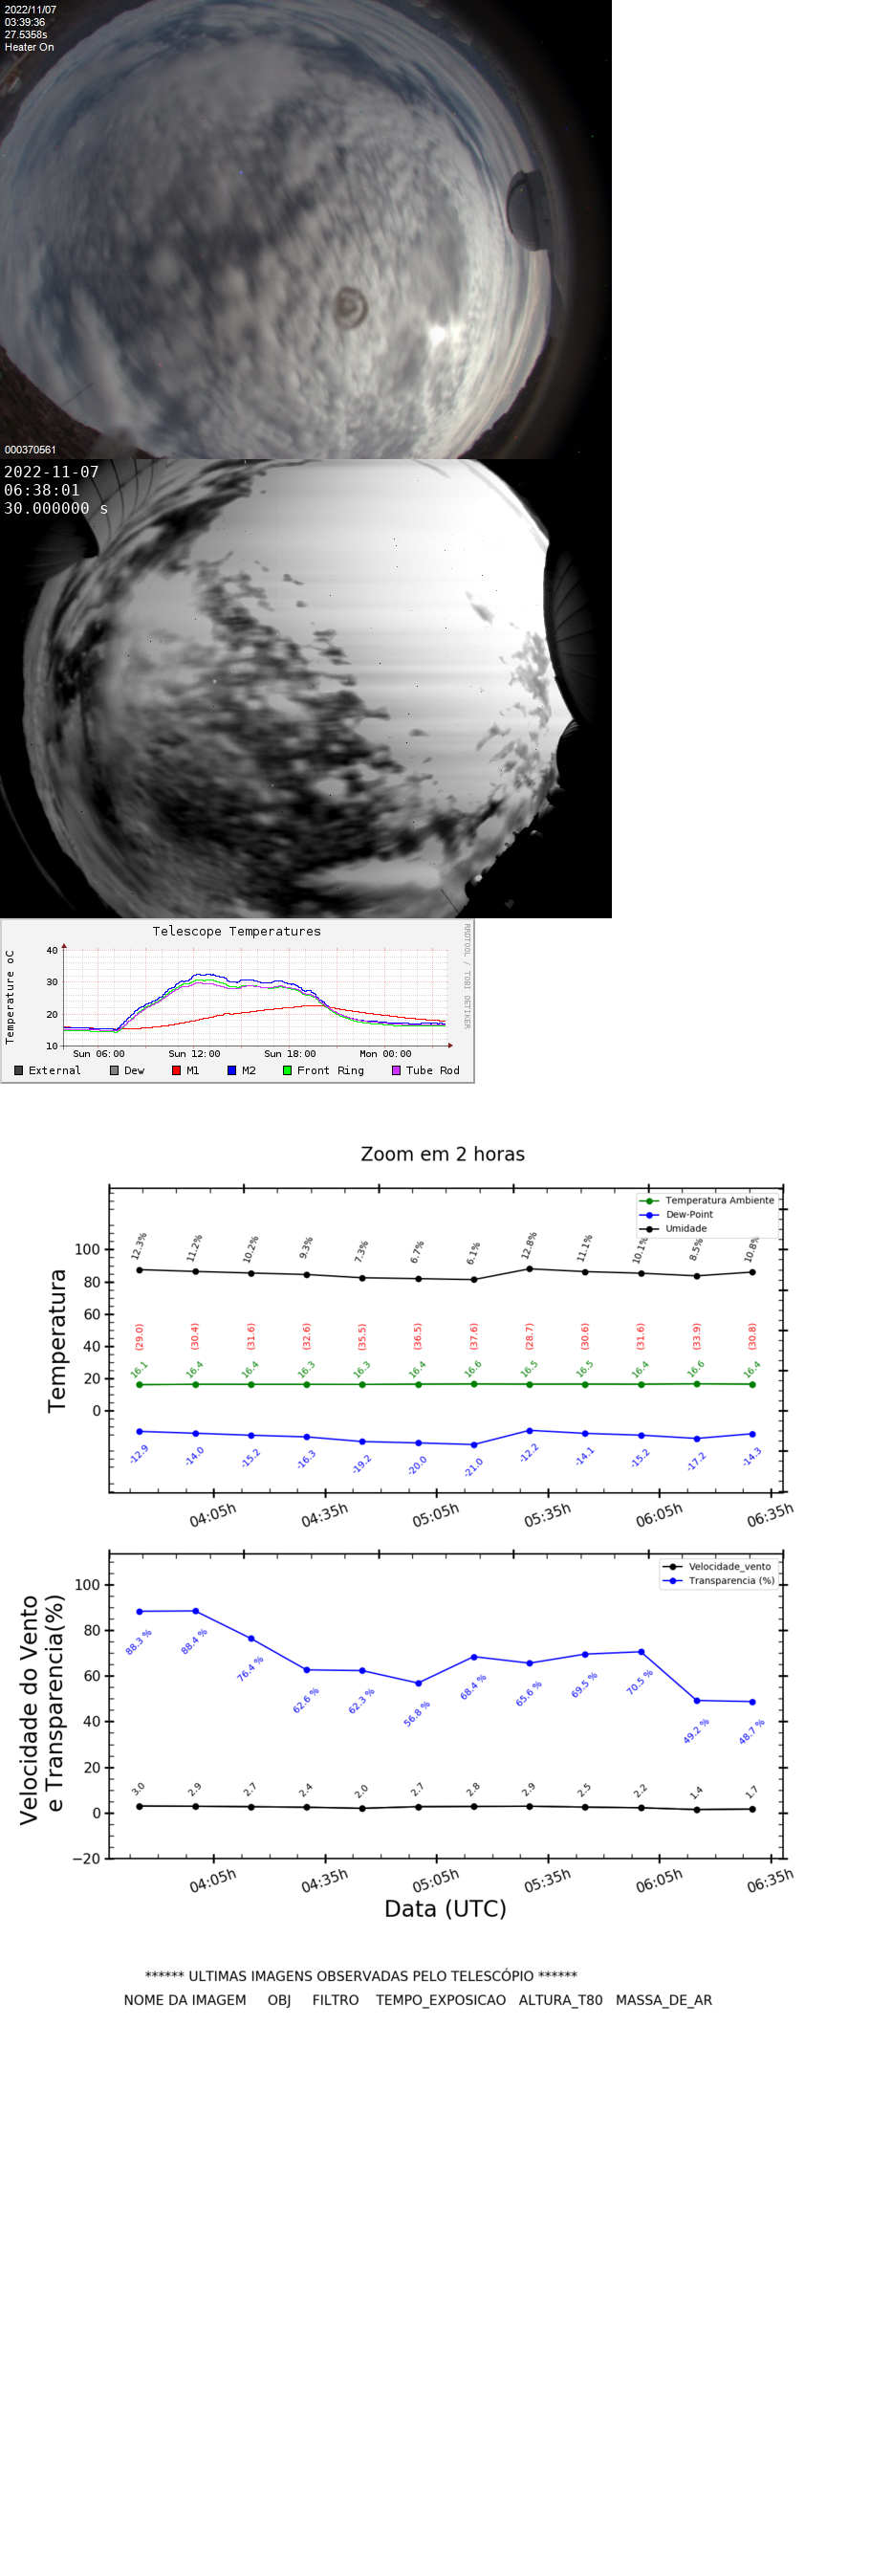 2022/11/07
03:39:36
27.5358s
Heater On
000370561
2022-11-07
06:38:01
30.000000 s
Telescope Temperatures
RRDTOOL / TOBI OETIKER
Temperature oC
40
30
20
10
Sun 06:00 Sun 12:00 Sun 18:00 Mon 00:00
External Dew M1 M2 Front Ring Tube Rod
Zoom em 2 horas
Temperatura Ambiente
Dew-Point
Umidade
Temperatura
100
80
60
40
20
0
12.3% 11.2% 10.2% 9.3% 7.3% 6.7% 6.1% 12.8% 11.1% 10.1% 8.5% 10.8%
(29.0) (30.4) (31.6) (32.6) (35.5) (36.5) (37.6) (28.7) (30.6) (31.6) (33.9) (30.8)
16.1 16.4 16.4 16.3 16.3 16.4 16.6 16.5 16.5 16.4 16.6 16.4
-12.9 -14.0 -15.2 -16.3 -19.2 -20.0 -21.0 -12.2 -14.1 -15.2 -17.2 -14.3
04:05h 04:35h 05:05h 05:35h 06:05h 06:35h
Velocidade_vento
Transparencia (%)
Velocidade do Vento
e Transparencia(%)
100
80
60
40
20
0
−20
88.3 % 88.4 % 76.4 % 62.6 % 62.3 % 56.8 % 68.4 % 65.6 % 69.5 % 70.5 % 49.2 % 48.7 %
3.0 2.9 2.7 2.4 2.0 2.7 2.8 2.9 2.5 2.2 1.4 1.7
04:05h 04:35h 05:05h 05:35h 06:05h 06:35h
Data (UTC)
****** ULTIMAS IMAGENS OBSERVADAS PELO TELESCÓPIO ******
NOME DA IMAGEM OBJ FILTRO TEMPO_EXPOSICAO ALTURA_T80 MASSA_DE_AR